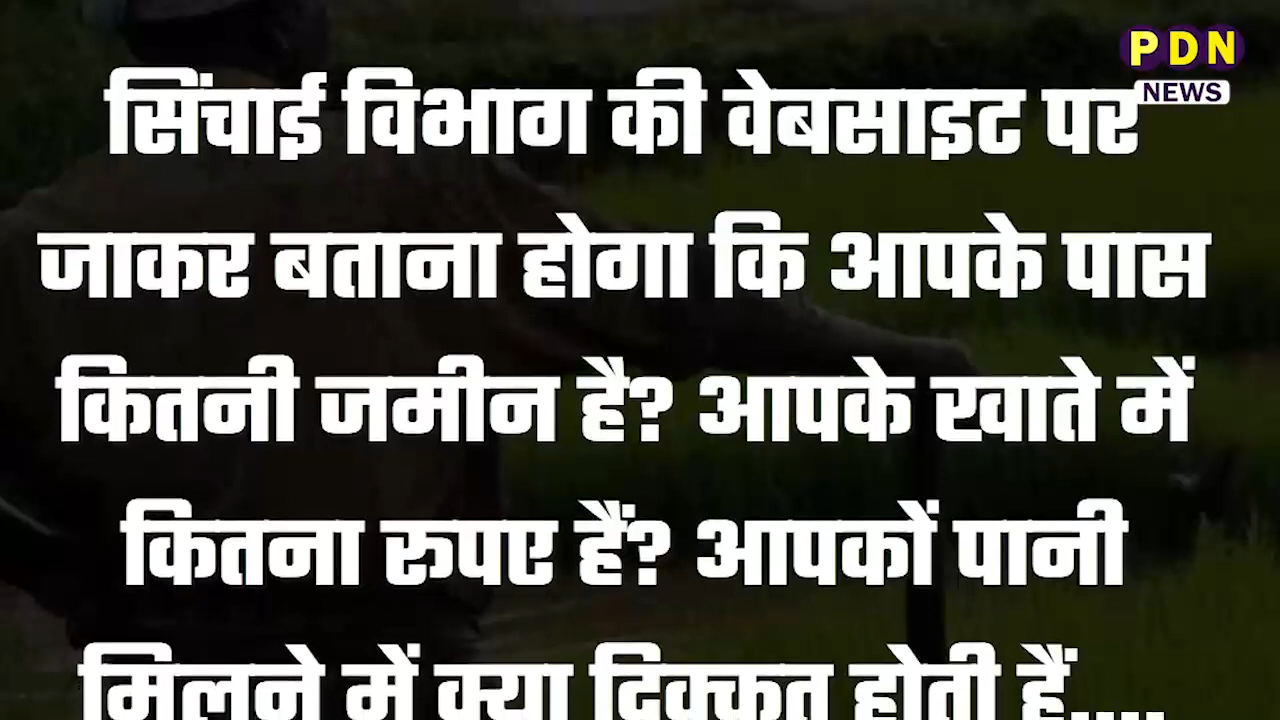 PDN
NEWS
सिंचाई विभाग की वेबसाइट पर
जाकर बताना होगा कि आपके पास
कितनी जमीन है? आपके खाते में
कितना रुपए हैं? आपकों पानी
मिलने में क्या दिक्कत होती हैं....